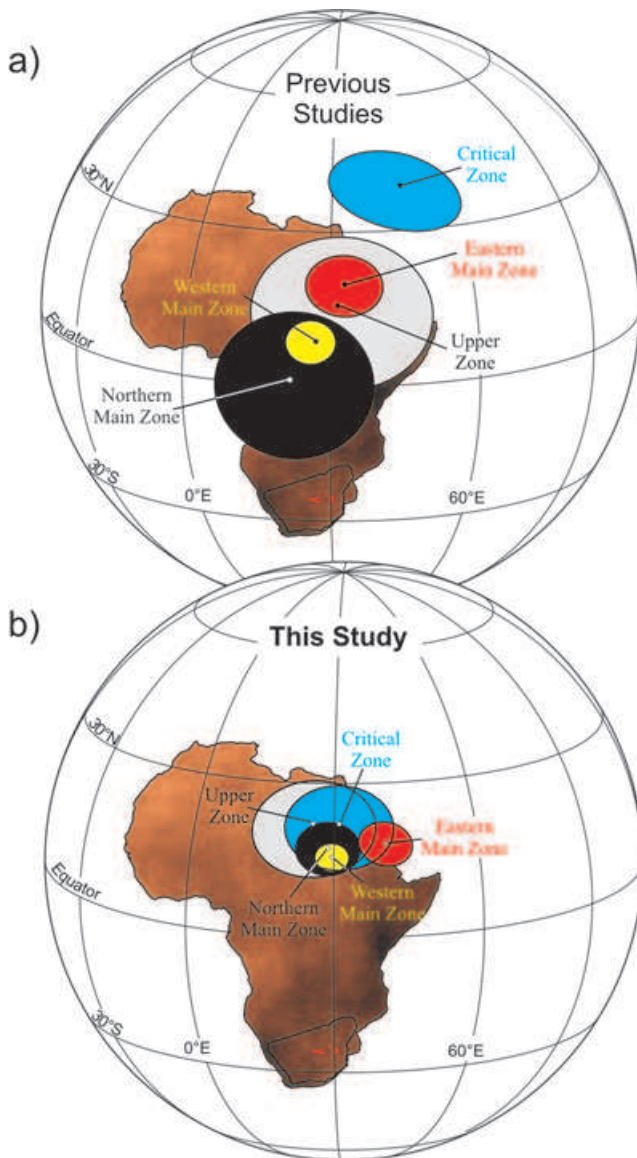 a)
Previous
Studies
Critical
Zone
30°N
Eastern
Main Zone
Western
Main Zone
Upper
Zone
Equator
Northern
Main Zone
30°S
0°E
60°E
b)
This Study
30°N
Critical
Zone
Upper
Zone
Eastern
Main Zone
Equator
Western
Main Zone
Northern
Main Zone
30°S
0°E
60°E